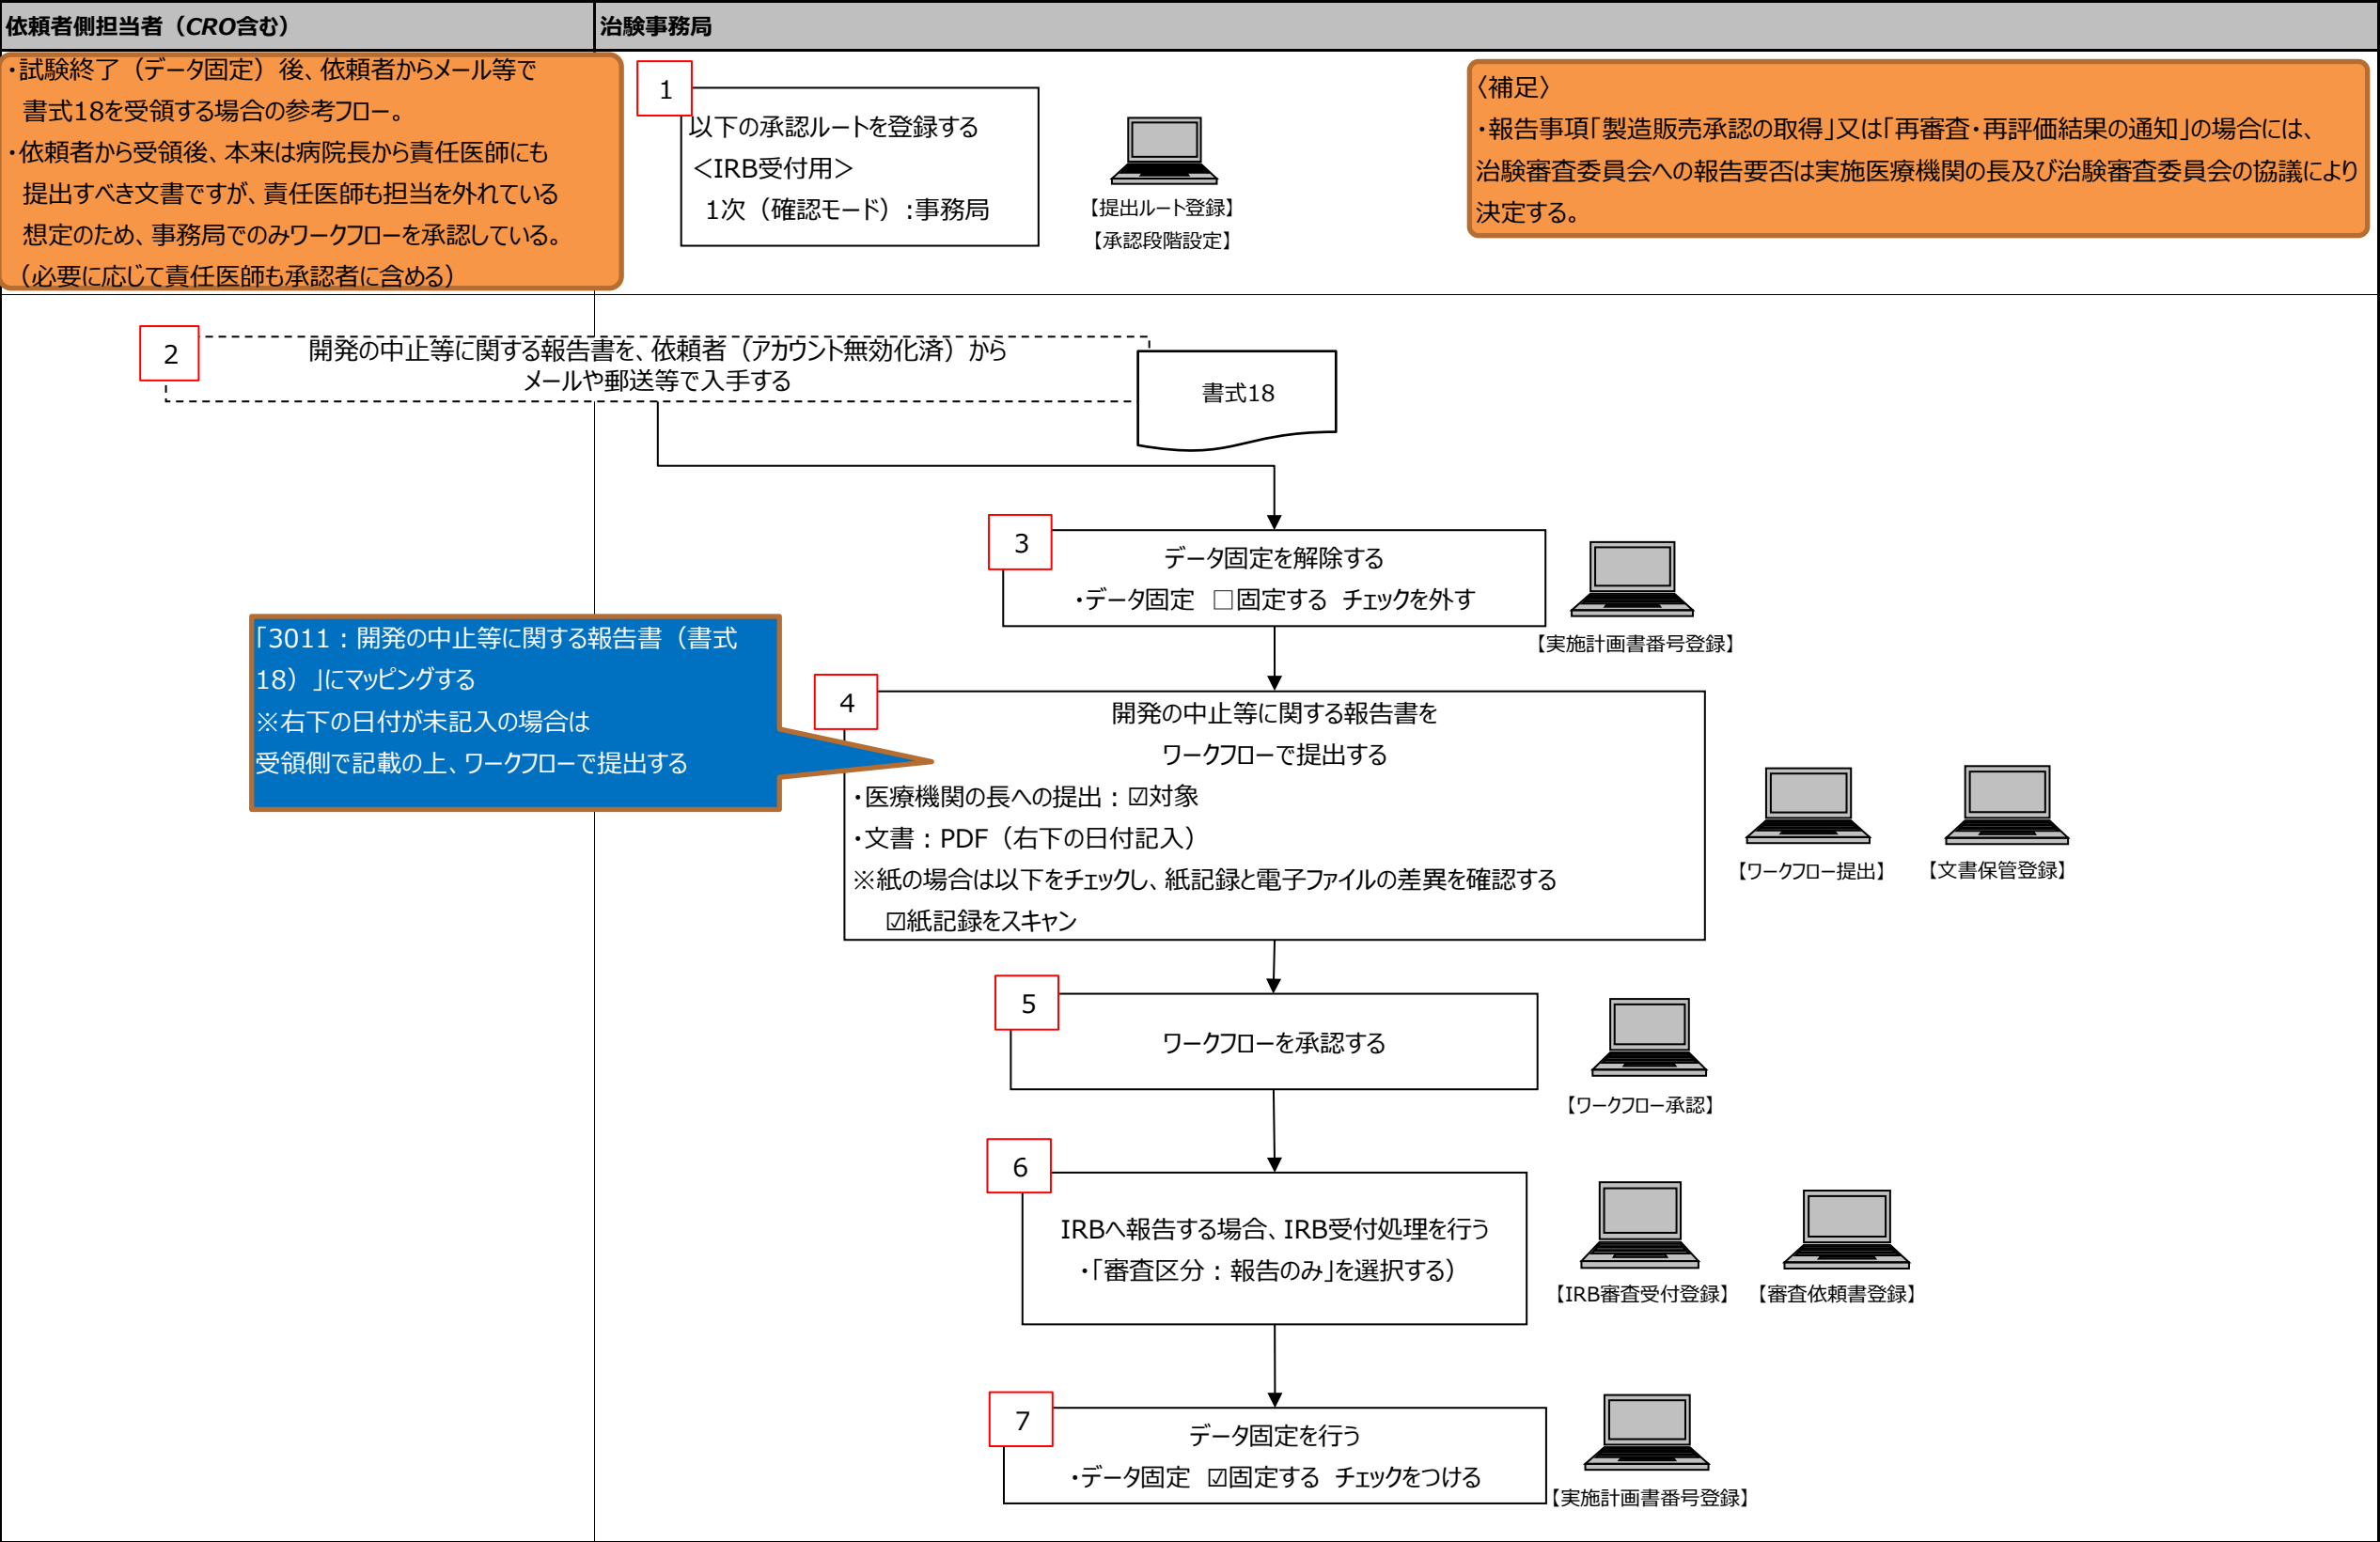 依頼者側担当者（CRO含む）
治験事務局
・試験終了（データ固定）後、依頼者からメール等で
書式18を受領する場合の参考フロー。
・依頼者から受領後、本来は病院長から責任医師にも
提出すべき文書ですが、責任医師も担当を外れている
想定のため、事務局でのみワークフローを承認している。
（必要に応じて責任医師も承認者に含める）
1
以下の承認ルートを登録する
＜IRB受付用＞
1次（確認モード）:事務局
【提出ルート登録】
【承認段階設定】
〈補足〉
・報告事項「製造販売承認の取得」又は「再審査・再評価結果の通知」の場合には、
治験審査委員会への報告要否は実施医療機関の長及び治験審査委員会の協議により
決定する。
2
開発の中止等に関する報告書を、依頼者（アカウント無効化済）から
メールや郵送等で入手する
書式18
3
データ固定を解除する
・データ固定　□固定する　チェックを外す
【実施計画書番号登録】
「3011：開発の中止等に関する報告書（書式
18）」にマッピングする
※右下の日付が未記入の場合は
受領側で記載の上、ワークフローで提出する
4
開発の中止等に関する報告書を
ワークフローで提出する
・医療機関の長への提出：☑対象
・文書：PDF（右下の日付記入）
※紙の場合は以下をチェックし、紙記録と電子ファイルの差異を確認する
☑紙記録をスキャン
【ワークフロー提出】
【文書保管登録】
5
ワークフローを承認する
【ワークフロー承認】
6
IRBへ報告する場合、IRB受付処理を行う
・「審査区分：報告のみ」を選択する）
【IRB審査受付登録】
【審査依頼書登録】
7
データ固定を行う
・データ固定　☑固定する　チェックをつける
【実施計画書番号登録】